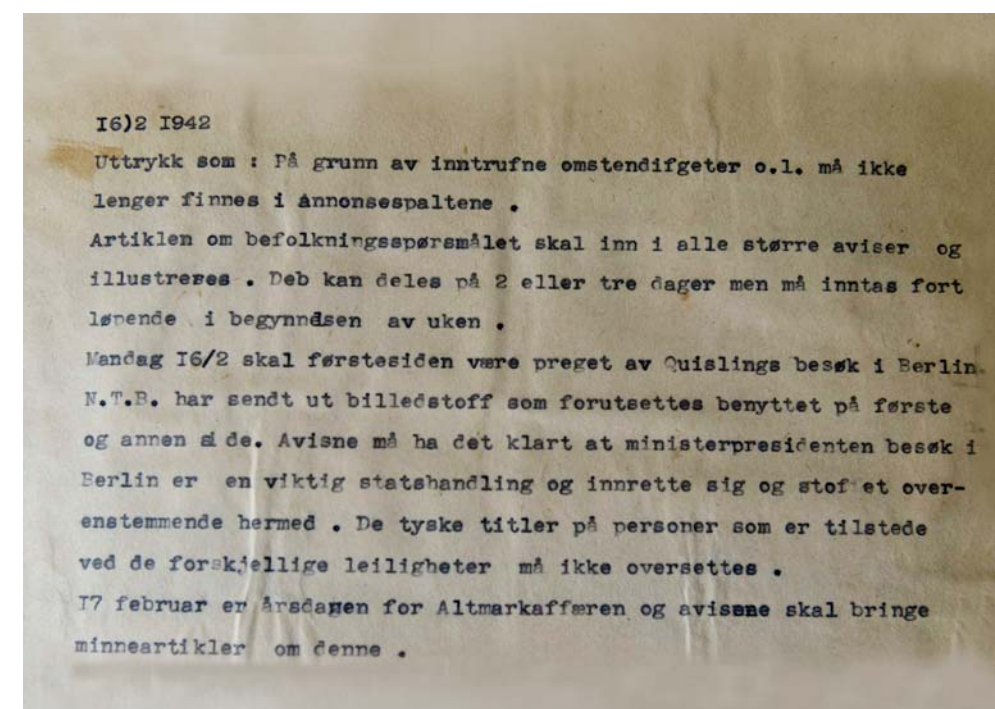 I6)2 I942
Uttrykk som : På grunn av inntrufne omstendifgeter o.l. må ikke
lenger finnes i annonsespaltene .
Artiklen om befolkningsspørsmålet skal inn i alle større aviser og
illustreres . Deb kan deles på 2 eller tre dager men må inntas fort
løpende i begynndsen av uken .
Mandag I6/2 skal førstesiden være preget av Quislings besøk i Berlin.
N.T.B. har sendt ut billedstoff som forutsettes benyttet på første
og annen side. Avisne må ha det klart at ministerpresidenten besøk i
Berlin er en viktig statshandling og innrette sig og stoffet over-
enstemmende hermed . De tyske titler på personer som er tilstede
ved de forskjellige leiligheter må ikke oversettes .
I7 februar er årsdagen for Altmarkaffæren og avisene skal bringe
minneartikler om denne .